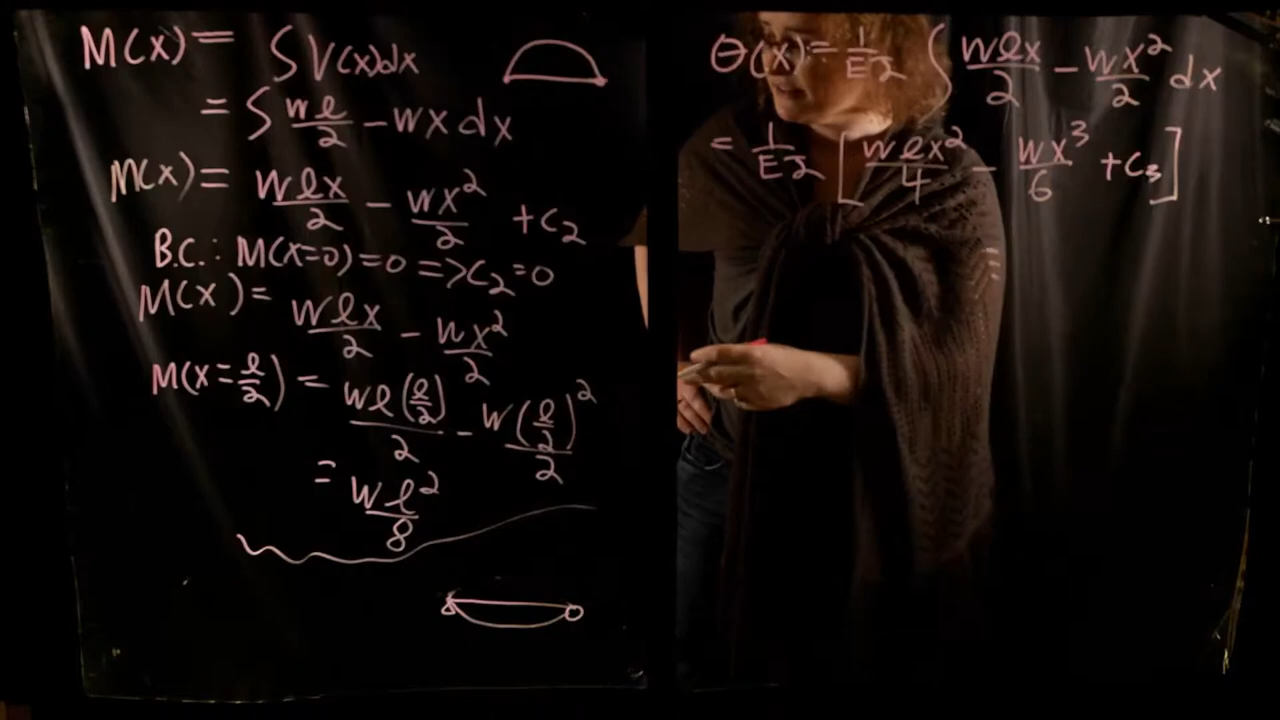 M(x) = ∫ V(x)dx
= ∫ wℓ/2 - wx dx
M(x) = wℓx/2 - wx²/2 + C₂
B.C.: M(x=0)=0 => C₂=0
M(x) = wℓx/2 - wx²/2
M(x=ℓ/2) = wℓ(ℓ/2)/2 - w(ℓ/2)²/2
= wℓ²/8
θ(x) = 1/EI ∫ wℓx/2 - wx²/2 dx
= 1/EI [wℓx²/4 - wx³/6 + C₃]
=